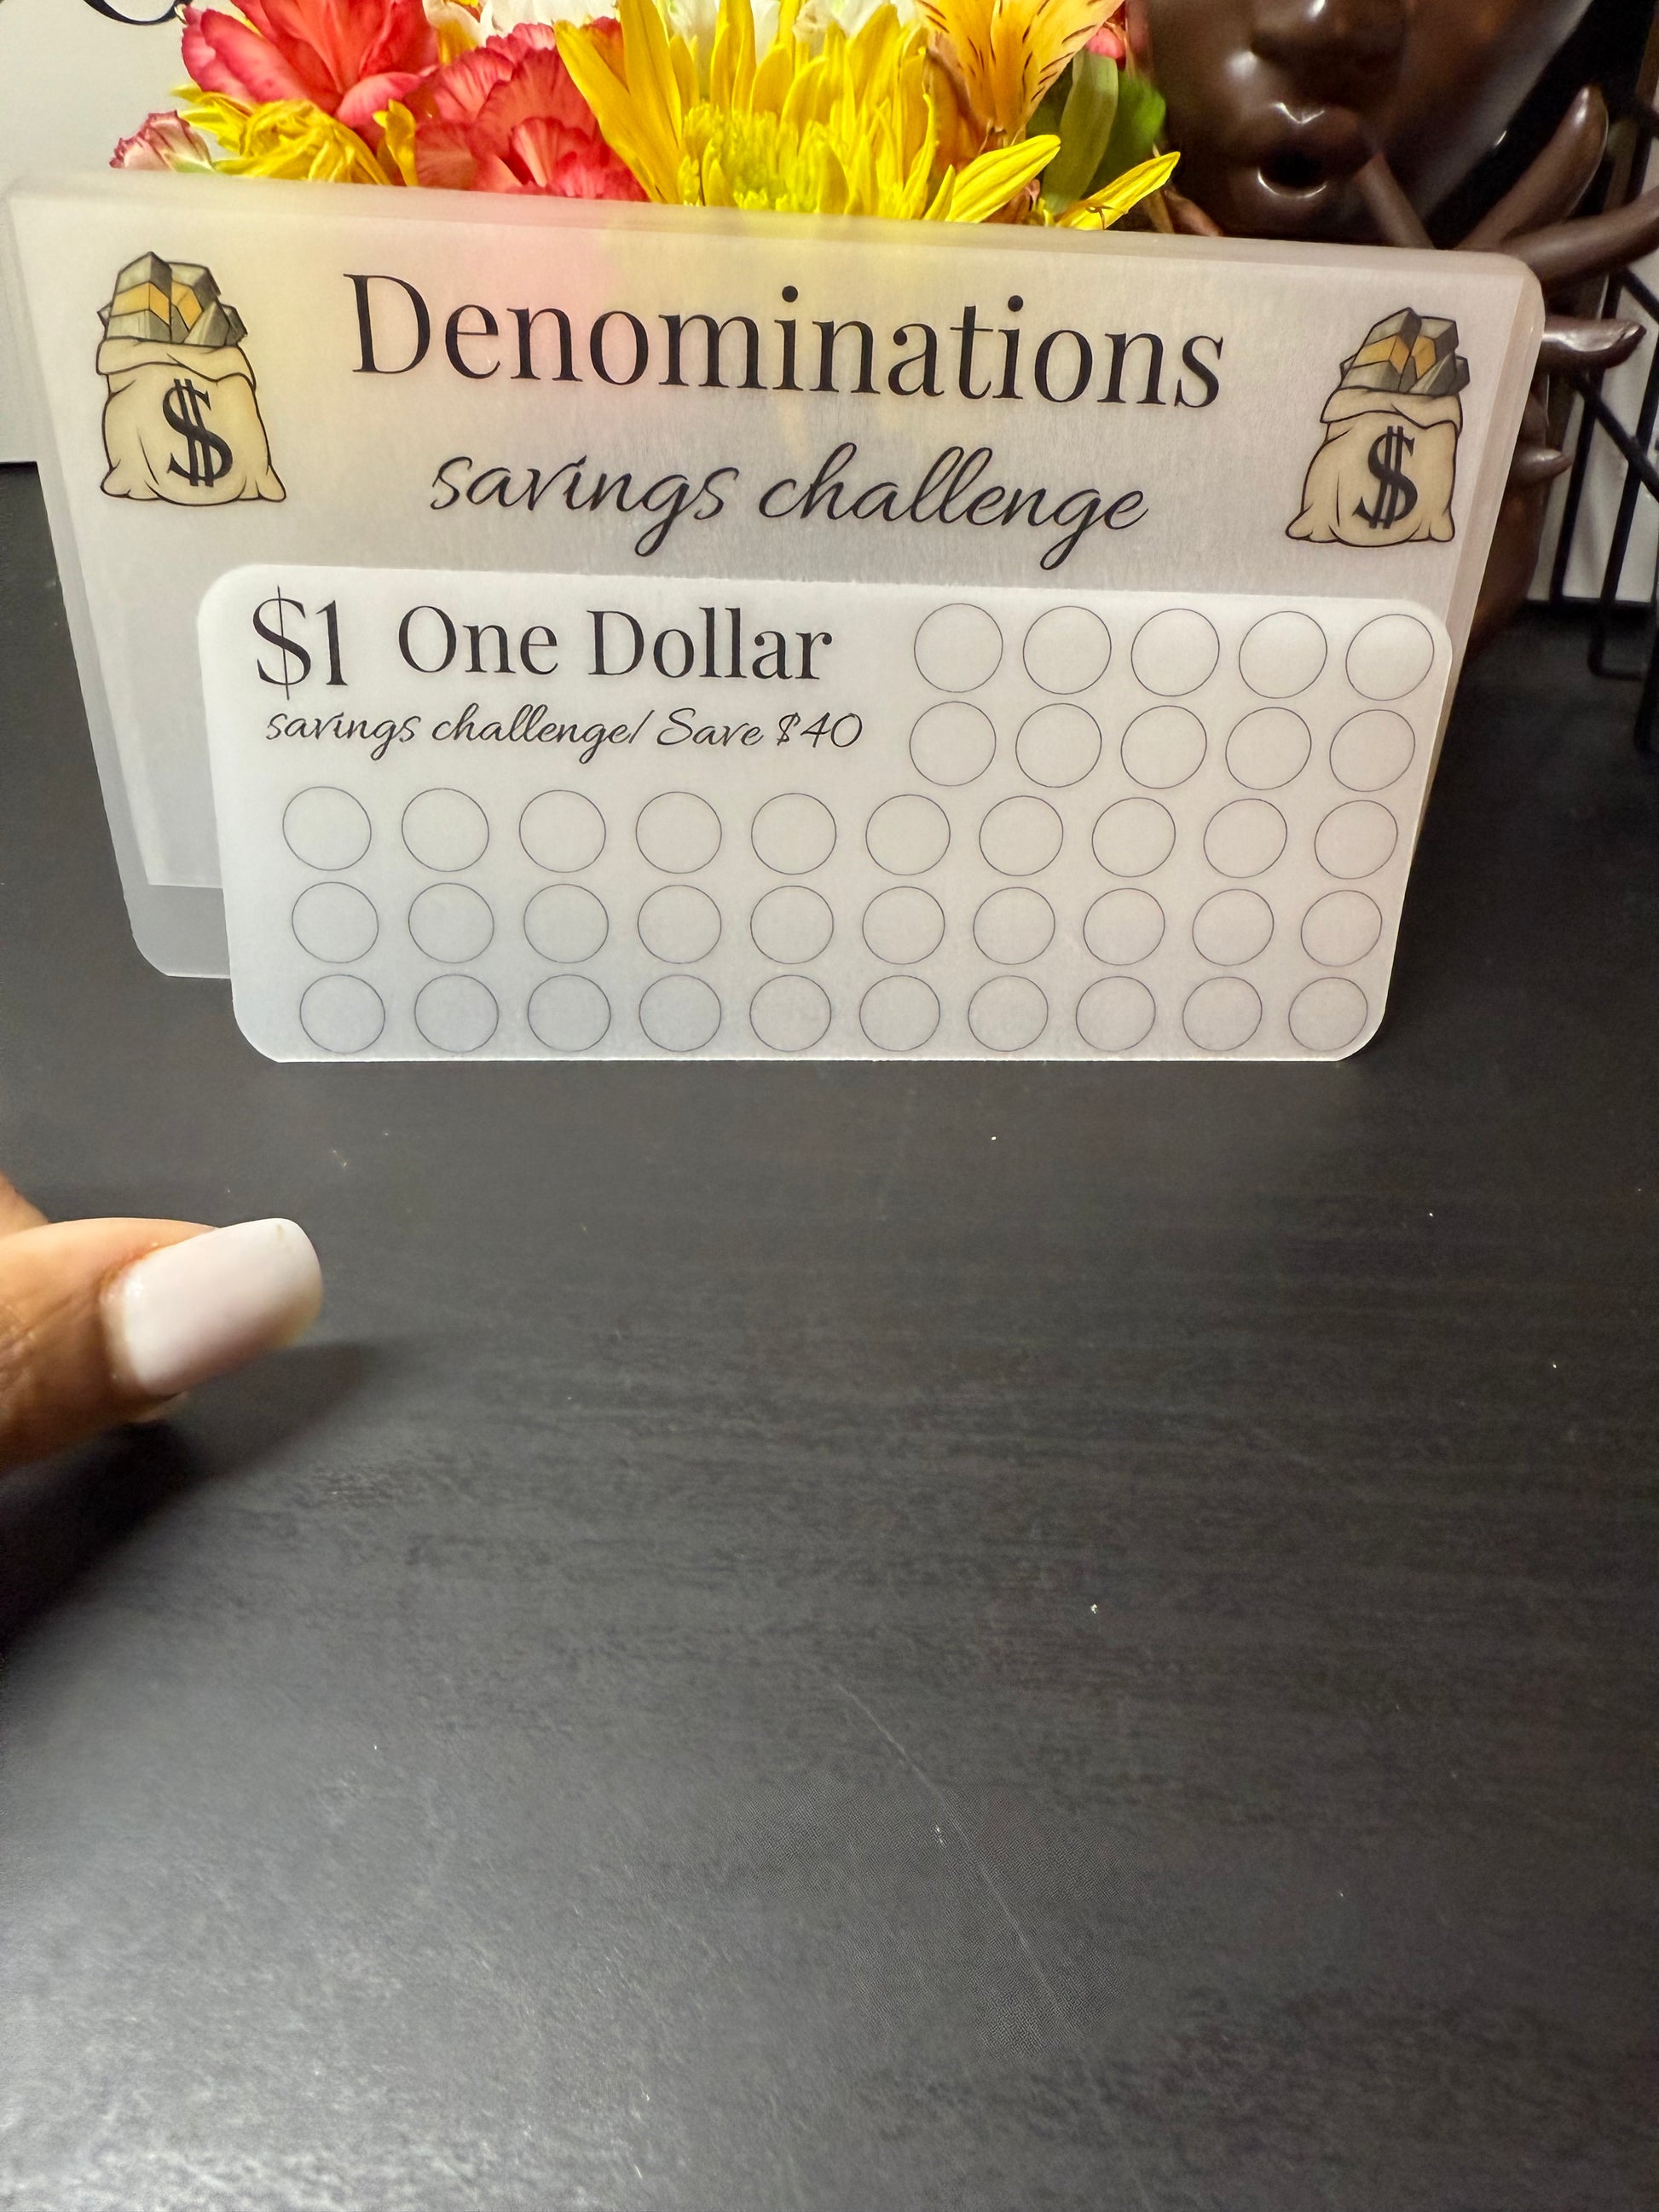 Denominations
savings challenge
$
$
$1 One Dollar
savings challenge/ Save $40